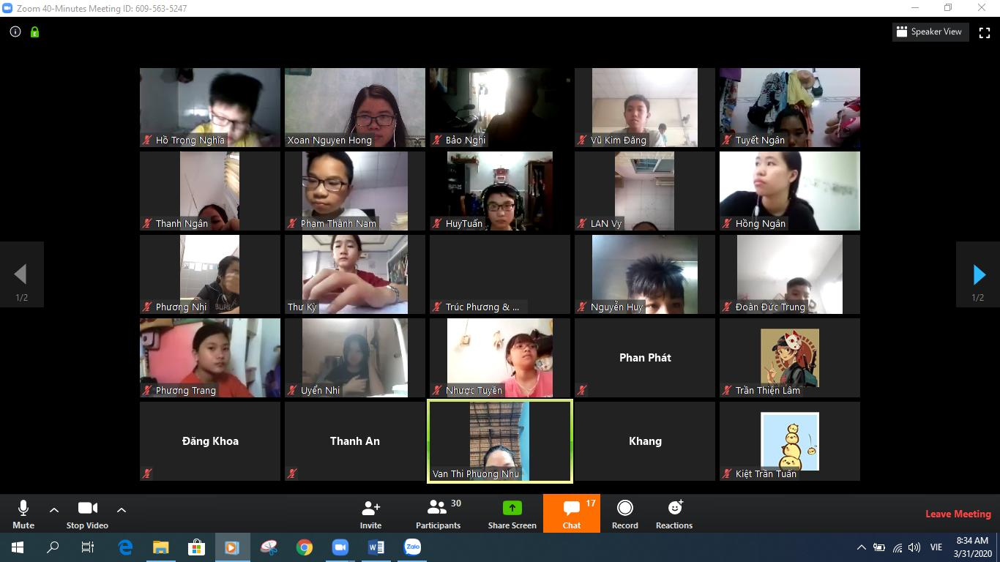 Zoom 40-Minutes Meeting ID: 609-563-5247
Speaker View
Hồ Trọng Nghĩa
Xoan Nguyen Hong
Bảo Nghi
Vũ Kim Đăng
Tuyết Ngân
Thanh Ngân
Phạm Thành Nam
HuyTuấn
LAN Vy
Hồng Ngân
Phương Nhi
Thư Kỳ
Trúc Phương & ...
Nguyễn Huy
Đoàn Đức Trung
1/2
1/2
Phương Trang
Uyển Nhi
Nhược Tuyền
Phan Phát
Trần Thiện Lâm
Đăng Khoa
Thanh An
Van Thi Phuong Nhu
Khang
Kiệt Trần Tuấn
Mute
Stop Video
Invite
Participants 30
Share Screen
Chat 17
Record
Reactions
Leave Meeting
Zalo
VIE
8:34 AM
3/31/2020